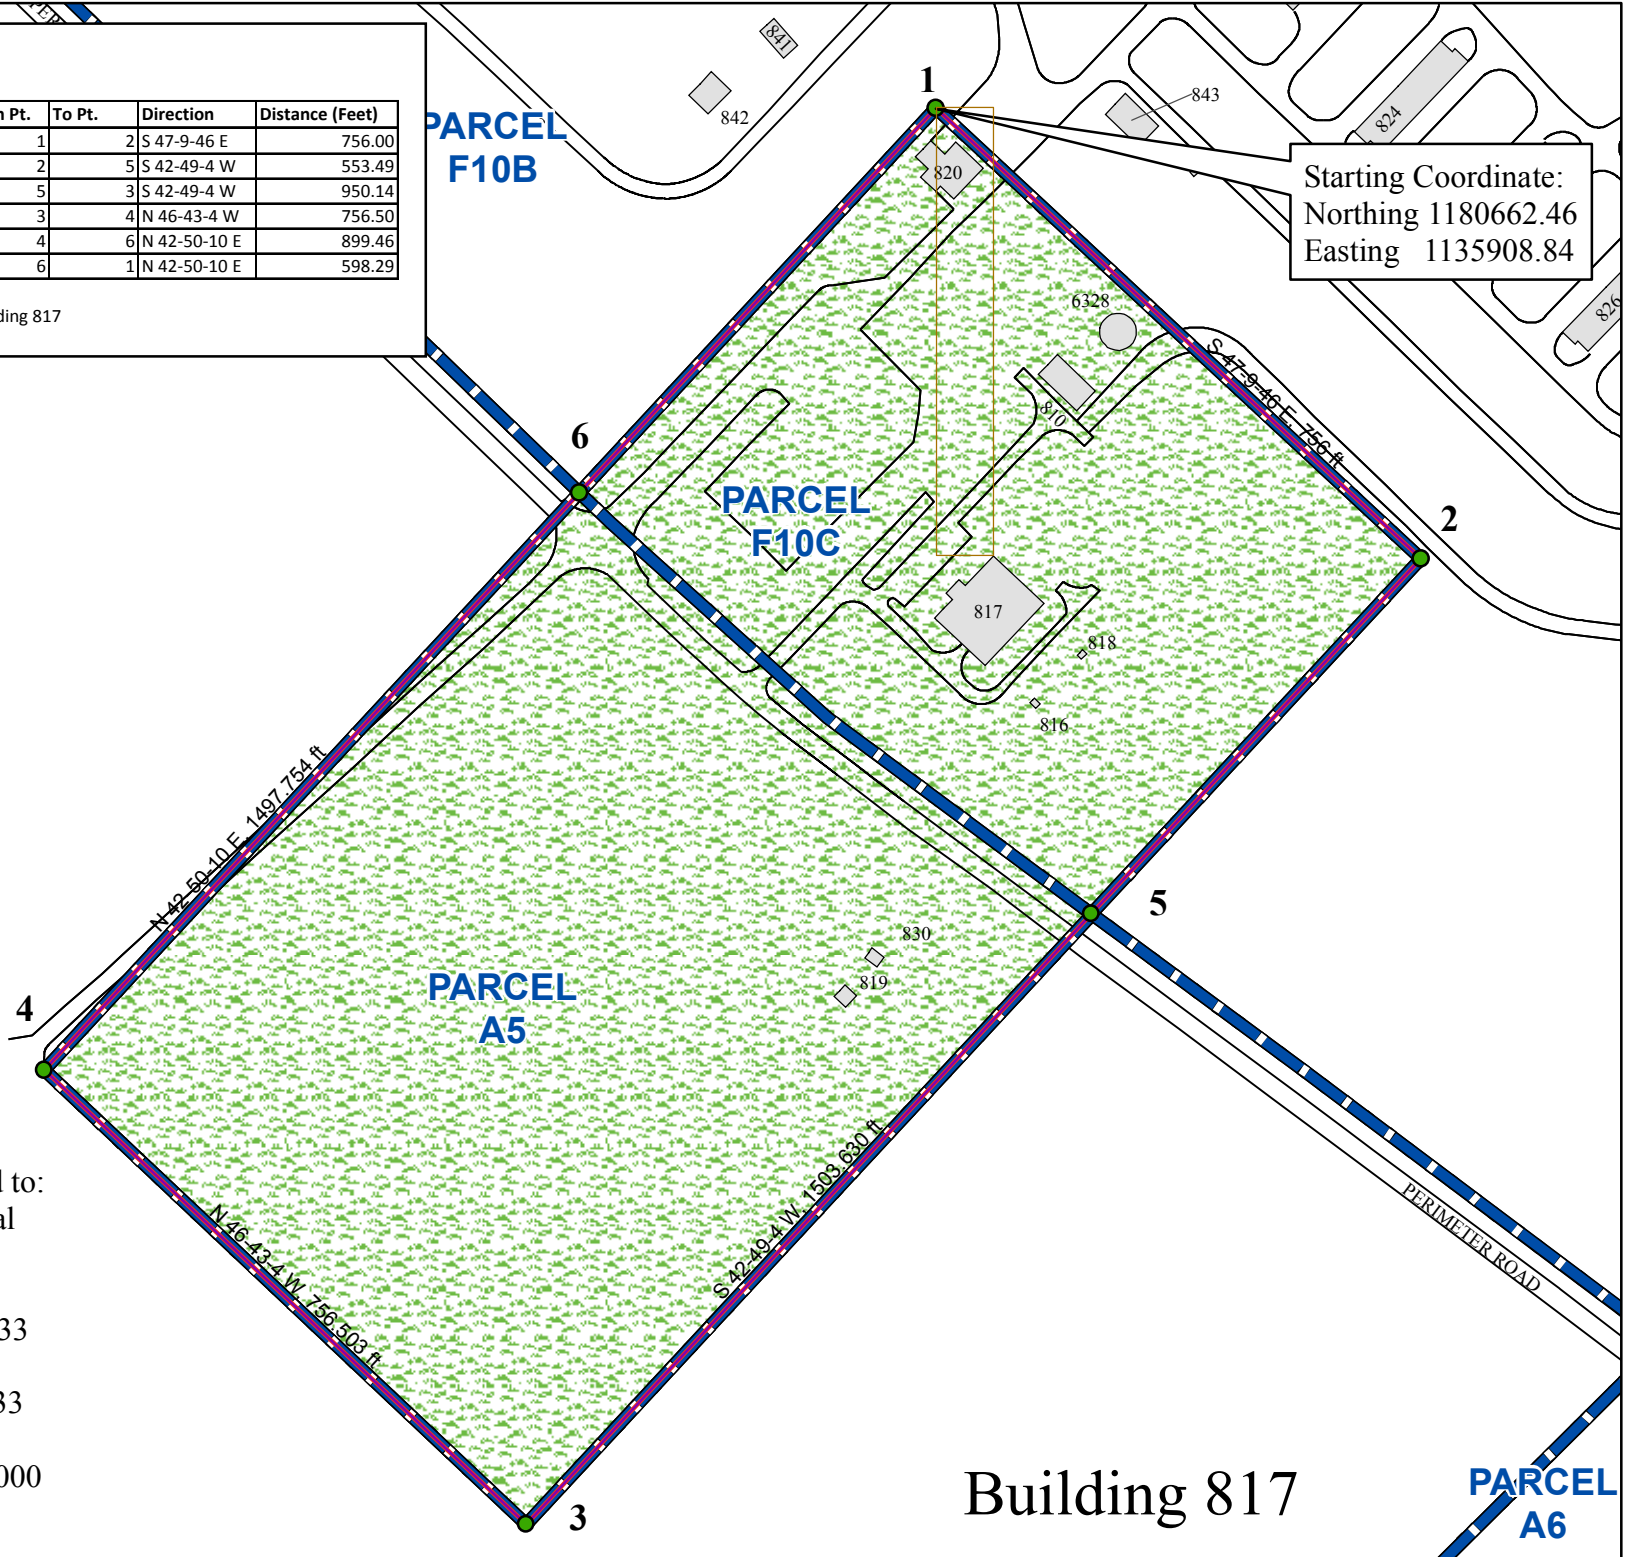 n Pt. To Pt. Direction Distance (Feet)
1 2 S 47-9-46 E 756.00
2 5 S 42-49-4 W 553.49
5 3 S 42-49-4 W 950.14
3 4 N 46-43-4 W 756.50
4 6 N 42-50-10 E 899.46
6 1 N 42-50-10 E 598.29
ding 817
PARCEL
F10B
841
842
1
820
843
824
826
Starting Coordinate:
Northing 1180662.46
Easting 1135908.84
6328
810
S 47-9-46 E, 756 ft
6
PARCEL
F10C
2
817
818
816
N 42-50-10 E, 1497.754 ft
5
830
819
PARCEL
A5
4
S 42-49-4 W, 1503.630 ft
N 46-43-4 W, 756.503 ft
PERIMETER ROAD
d to:
al
33
33
000
3
Building 817
PARCEL
A6